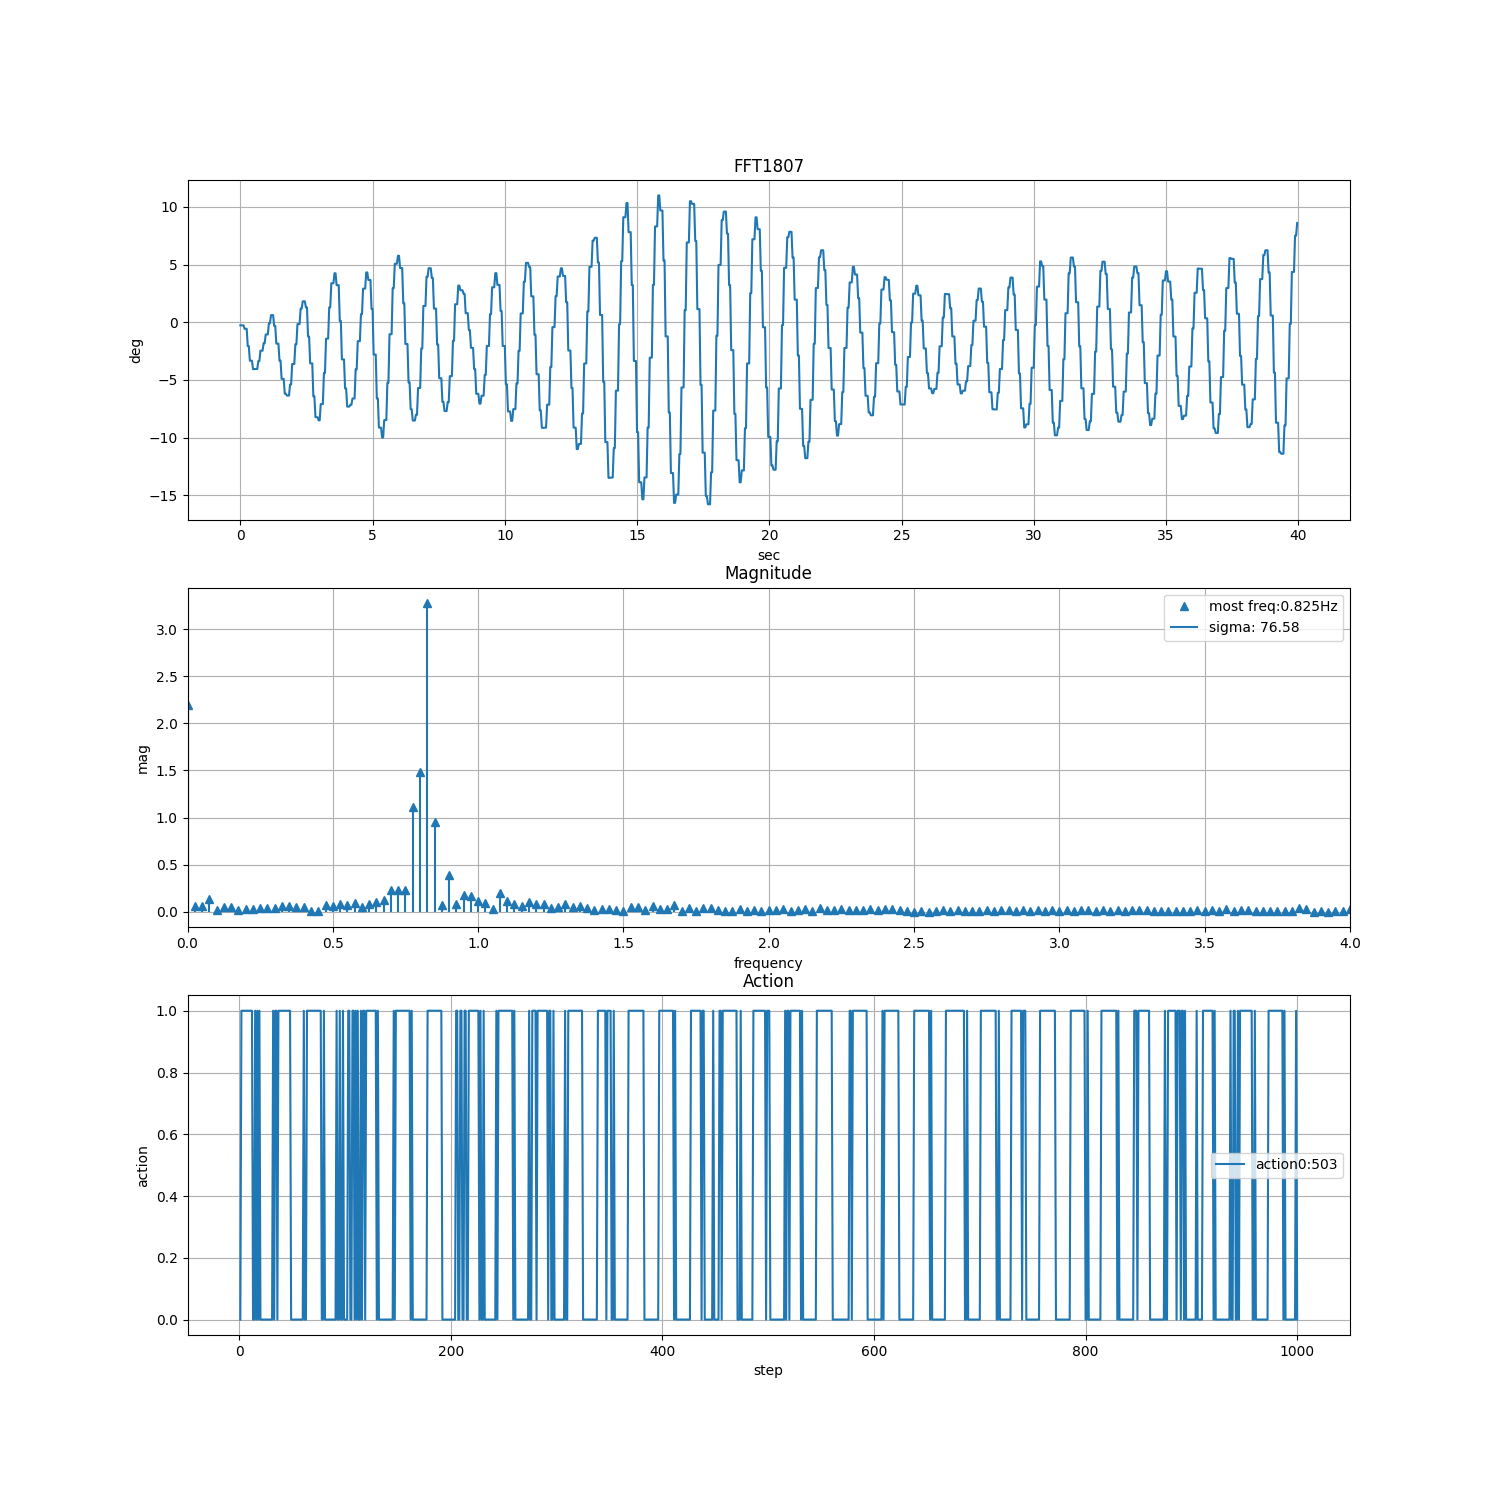 FFT1807
10
5
0
−5
−10
−15
deg
0 5 10 15 20 25 30 35 40
sec
Magnitude
most freq:0.825Hz
sigma: 76.58
3.0
2.5
2.0
1.5
1.0
0.5
0.0
mag
0.0 0.5 1.0 1.5 2.0 2.5 3.0 3.5 4.0
frequency
Action
1.0
0.8
0.6
0.4
0.2
0.0
action
action0:503
0 200 400 600 800 1000
step